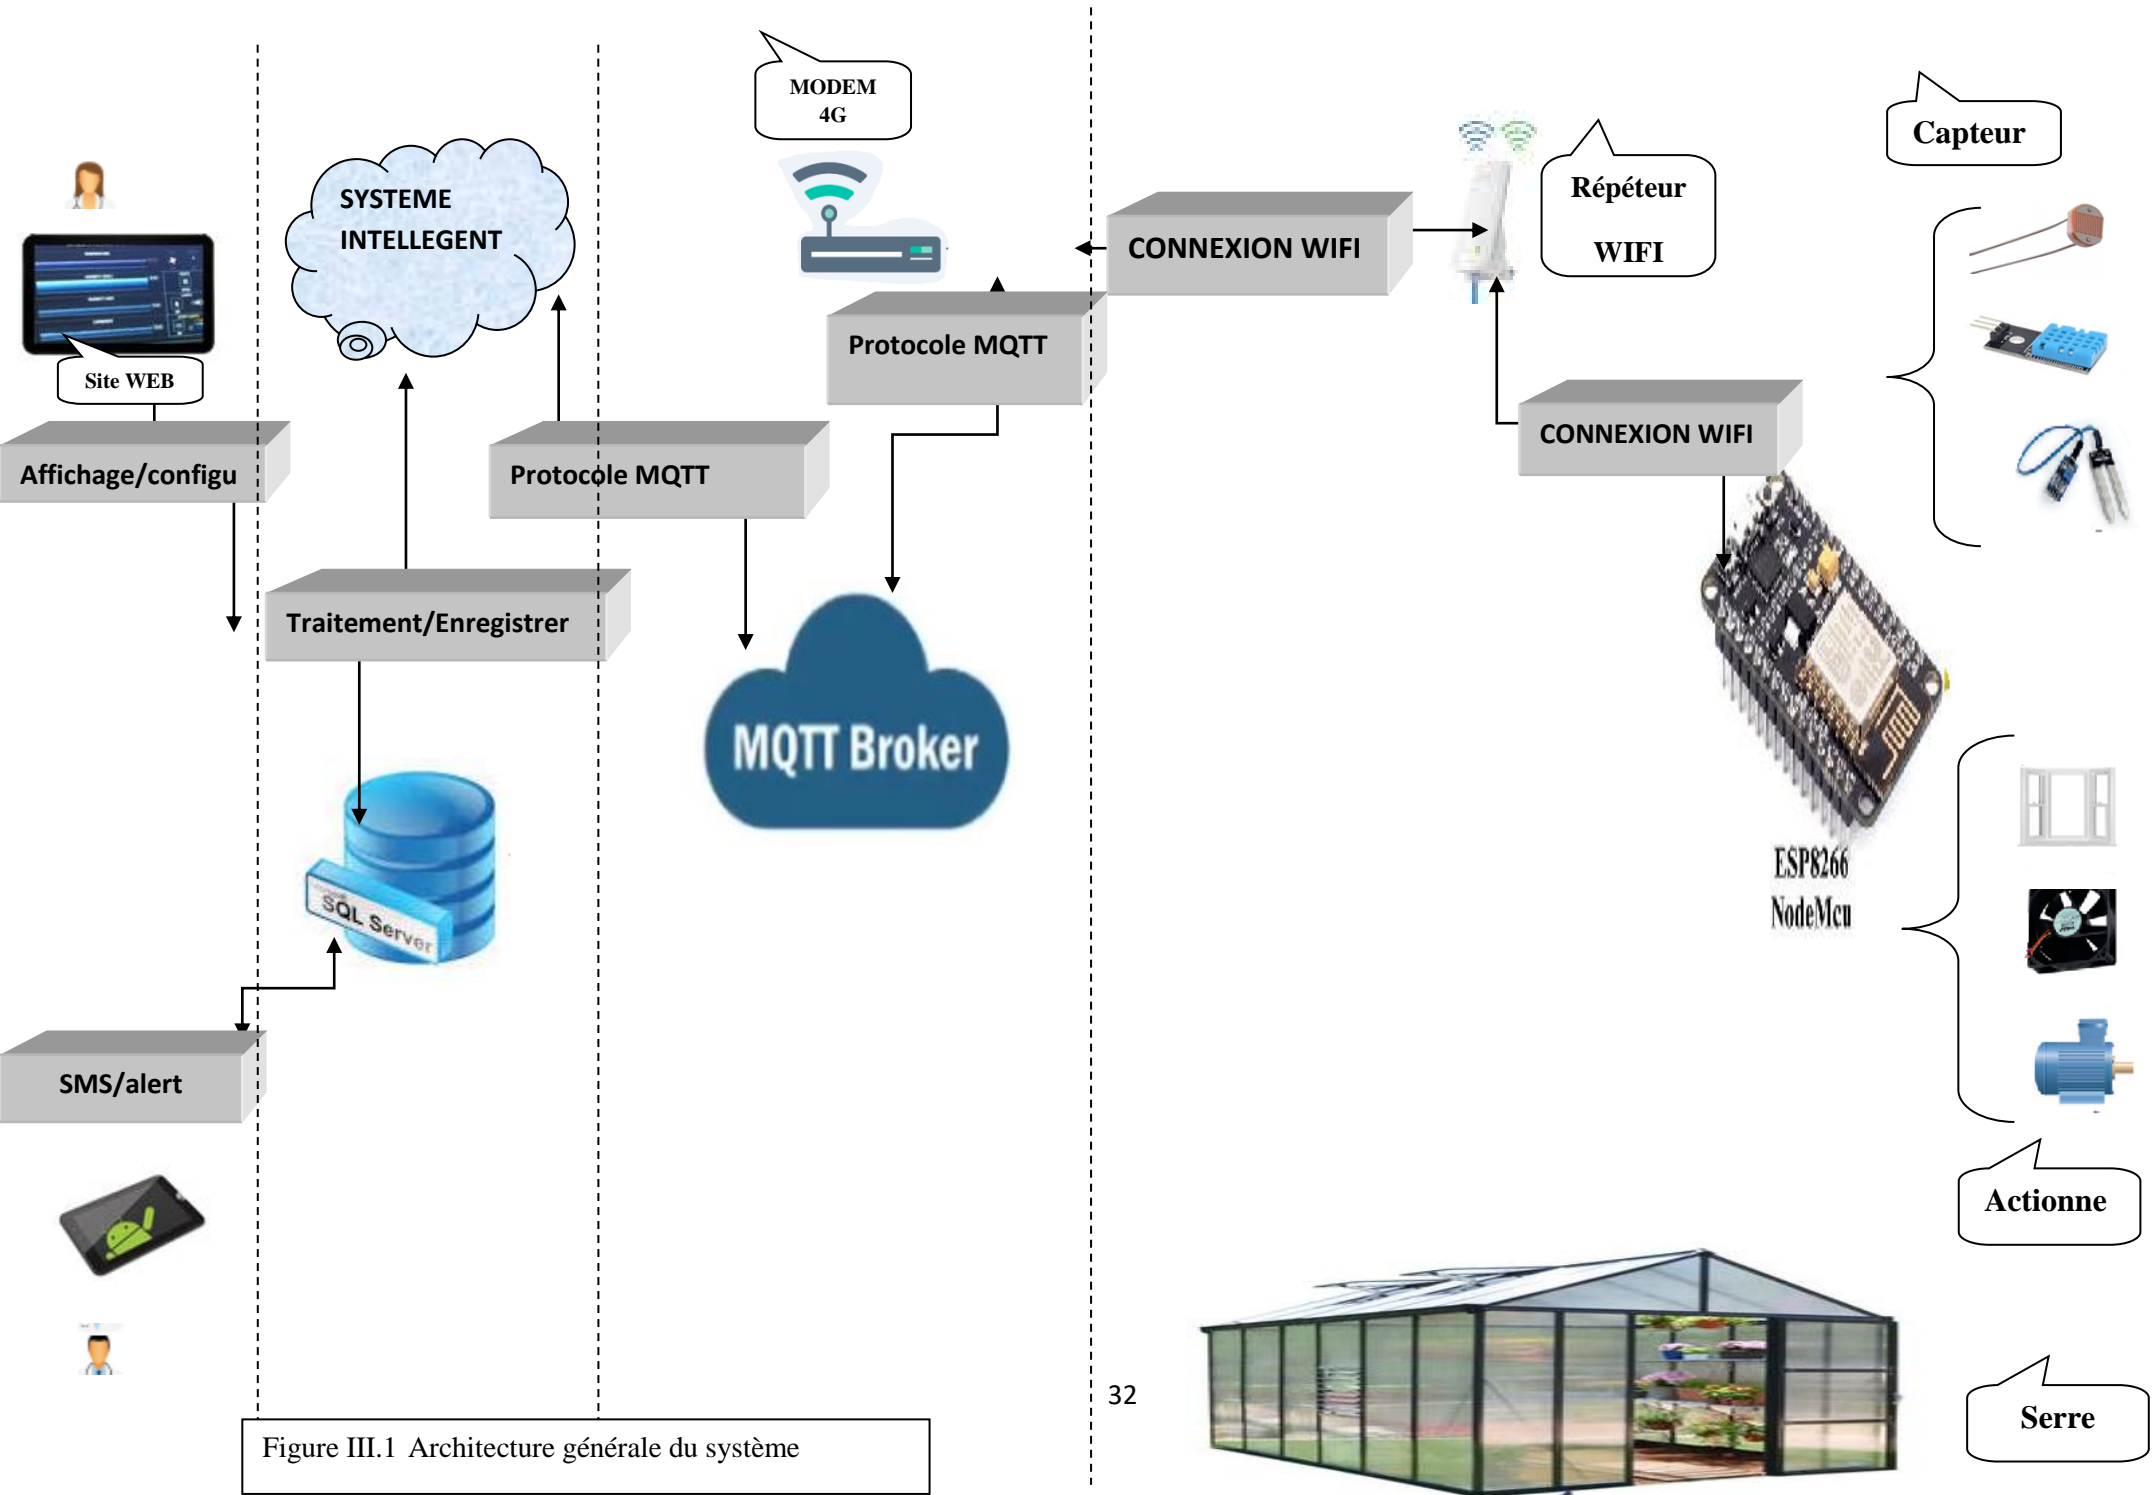 MODEM
4G
Capteur
SYSTEME
INTELLEGENT
Répéteur
WIFI
CONNEXION WIFI
Protocole MQTT
Site WEB
CONNEXION WIFI
Affichage/configu
Protocole MQTT
Traitement/Enregistrer
MQTT Broker
ESP8266
NodeMcu
SQL Server
SMS/alert
Actionne
32
Serre
Figure III.1 Architecture générale du système